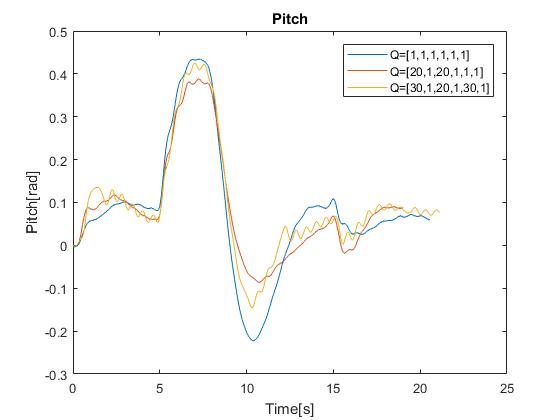 Pitch
0.5
0.4
0.3
0.2
0.1
0
-0.1
-0.2
-0.3
Pitch[rad]
Q=[1,1,1,1,1,1]
Q=[20,1,20,1,1,1]
Q=[30,1,20,1,30,1]
0 5 10 15 20 25
Time[s]